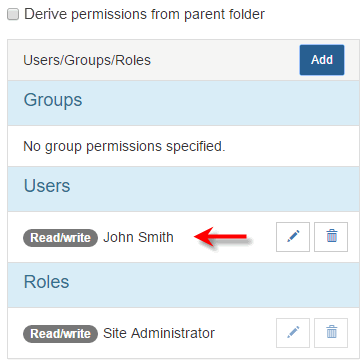 Derive permissions from parent folder
Users/Groups/Roles Add
Groups
No group permissions specified.
Users
Read/write John Smith
Roles
Read/write Site Administrator